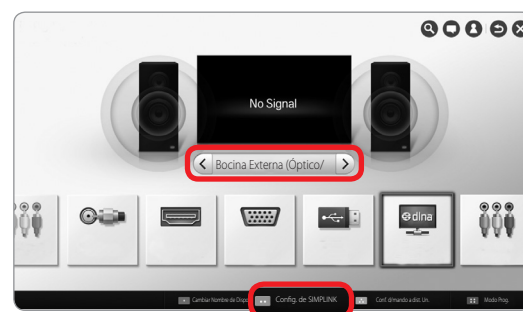 No Signal
Bocina Externa (Óptico/
dlna
Cambiar Nombre de Dispo
Config. de SIMPLINK
Conf. d/mando a dist. Un.
Modo Prog.